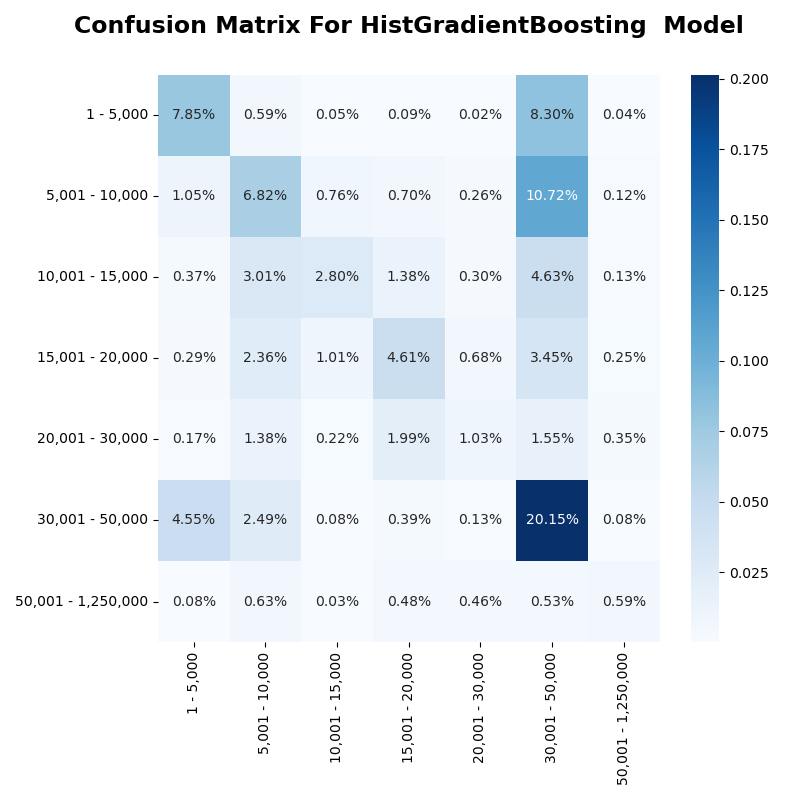 Confusion Matrix For HistGradientBoosting  Model
1 - 5,000 7.85% 0.59% 0.05% 0.09% 0.02% 8.30% 0.04%
5,001 - 10,000 1.05% 6.82% 0.76% 0.70% 0.26% 10.72% 0.12%
10,001 - 15,000 0.37% 3.01% 2.80% 1.38% 0.30% 4.63% 0.13%
15,001 - 20,000 0.29% 2.36% 1.01% 4.61% 0.68% 3.45% 0.25%
20,001 - 30,000 0.17% 1.38% 0.22% 1.99% 1.03% 1.55% 0.35%
30,001 - 50,000 4.55% 2.49% 0.08% 0.39% 0.13% 20.15% 0.08%
50,001 - 1,250,000 0.08% 0.63% 0.03% 0.48% 0.46% 0.53% 0.59%
1 - 5,000
5,001 - 10,000
10,001 - 15,000
15,001 - 20,000
20,001 - 30,000
30,001 - 50,000
50,001 - 1,250,000
0.200
0.175
0.150
0.125
0.100
0.075
0.050
0.025